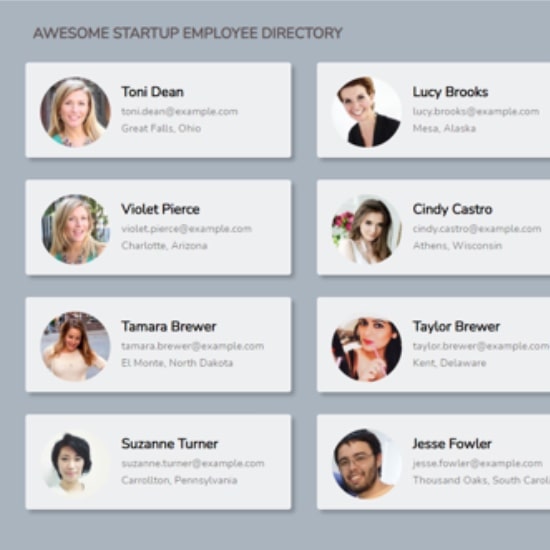 AWESOME STARTUP EMPLOYEE DIRECTORY
Toni Dean
toni.dean@example.com
Great Falls, Ohio
Lucy Brooks
lucy.brooks@example.com
Mesa, Alaska
Violet Pierce
violet.pierce@example.com
Charlotte, Arizona
Cindy Castro
cindy.castro@example.com
Athens, Wisconsin
Tamara Brewer
tamara.brewer@example.com
El Monte, North Dakota
Taylor Brewer
taylor.brewer@example.com
Kent, Delaware
Suzanne Turner
suzanne.turner@example.com
Carrollton, Pennsylvania
Jesse Fowler
jesse.fowler@example.com
Thousand Oaks, South Carol